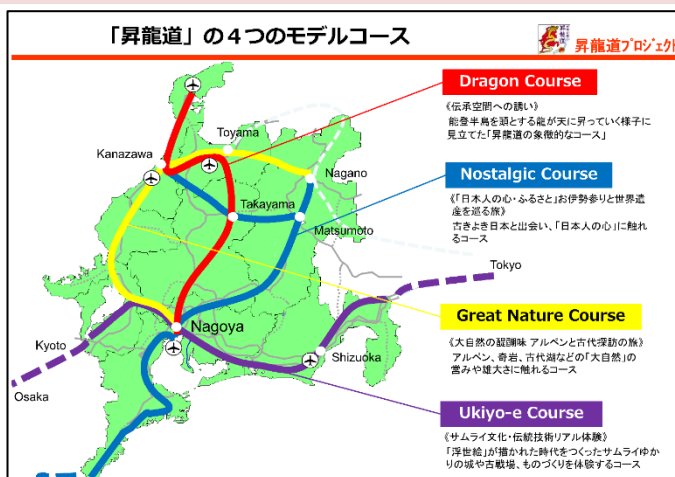 「昇龍道」の４つのモデルコース
昇龍道プロジェクト
Dragon Course
《伝承空間への誘い》
能登半島を頭とする龍が天に昇っていく様子に
見立てた「昇龍道の象徴的なコース」
Nostalgic Course
《「日本人の心・ふるさと」お伊勢参りと世界遺
産を巡る旅》
古きよき日本と出会い、「日本人の心」に触れ
るコース
Great Nature Course
《大自然の醍醐味 アルペンと古代探訪の旅》
アルペン、奇岩、古代湖などの「大自然」の
営みや雄大さに触れるコース
Ukiyo-e Course
《サムライ文化・伝統技術リアル体験》
「浮世絵」が描かれた時代をつくったサムライゆか
りの城や古戦場、ものづくりを体験するコース
Toyama
Kanazawa
Nagano
Takayama
Matsumoto
Tokyo
Nagoya
Kyoto
Shizuoka
Osaka